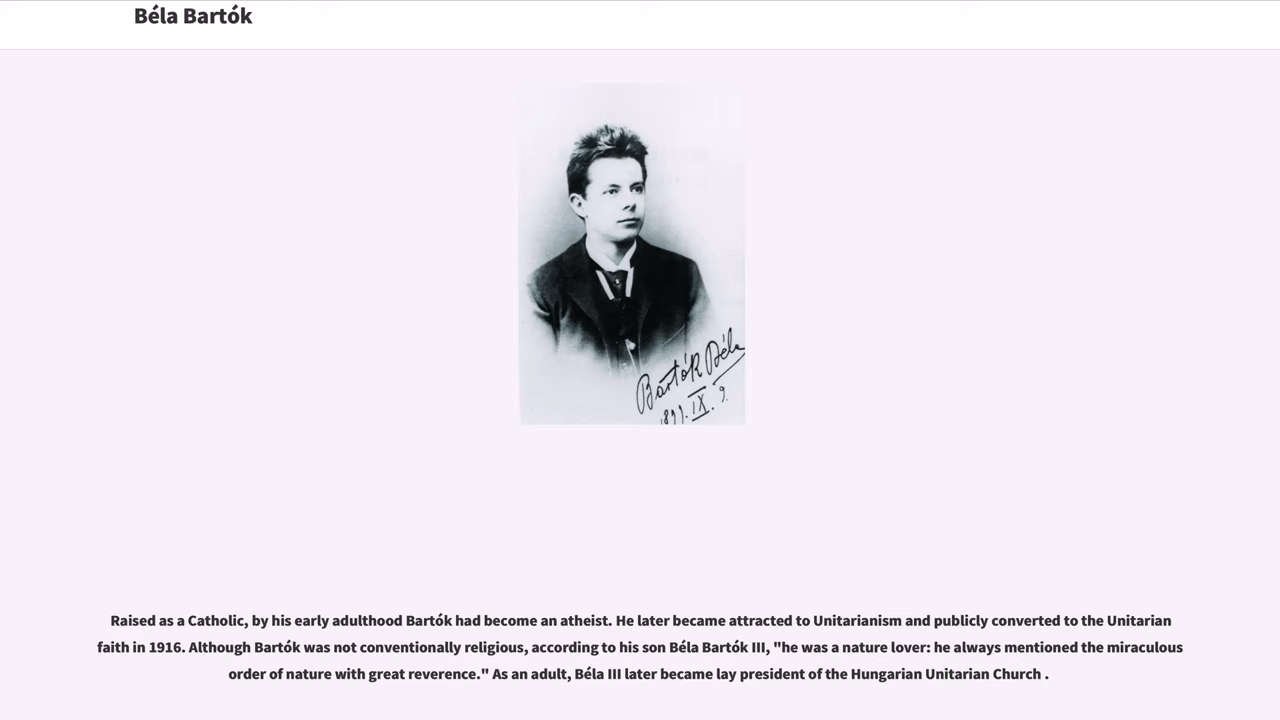 Béla Bartók
Bartók Béla
1899. IX. 9.
Raised as a Catholic, by his early adulthood Bartók had become an atheist. He later became attracted to Unitarianism and publicly converted to the Unitarian
faith in 1916. Although Bartók was not conventionally religious, according to his son Béla Bartók III, "he was a nature lover: he always mentioned the miraculous
order of nature with great reverence." As an adult, Béla III later became lay president of the Hungarian Unitarian Church .